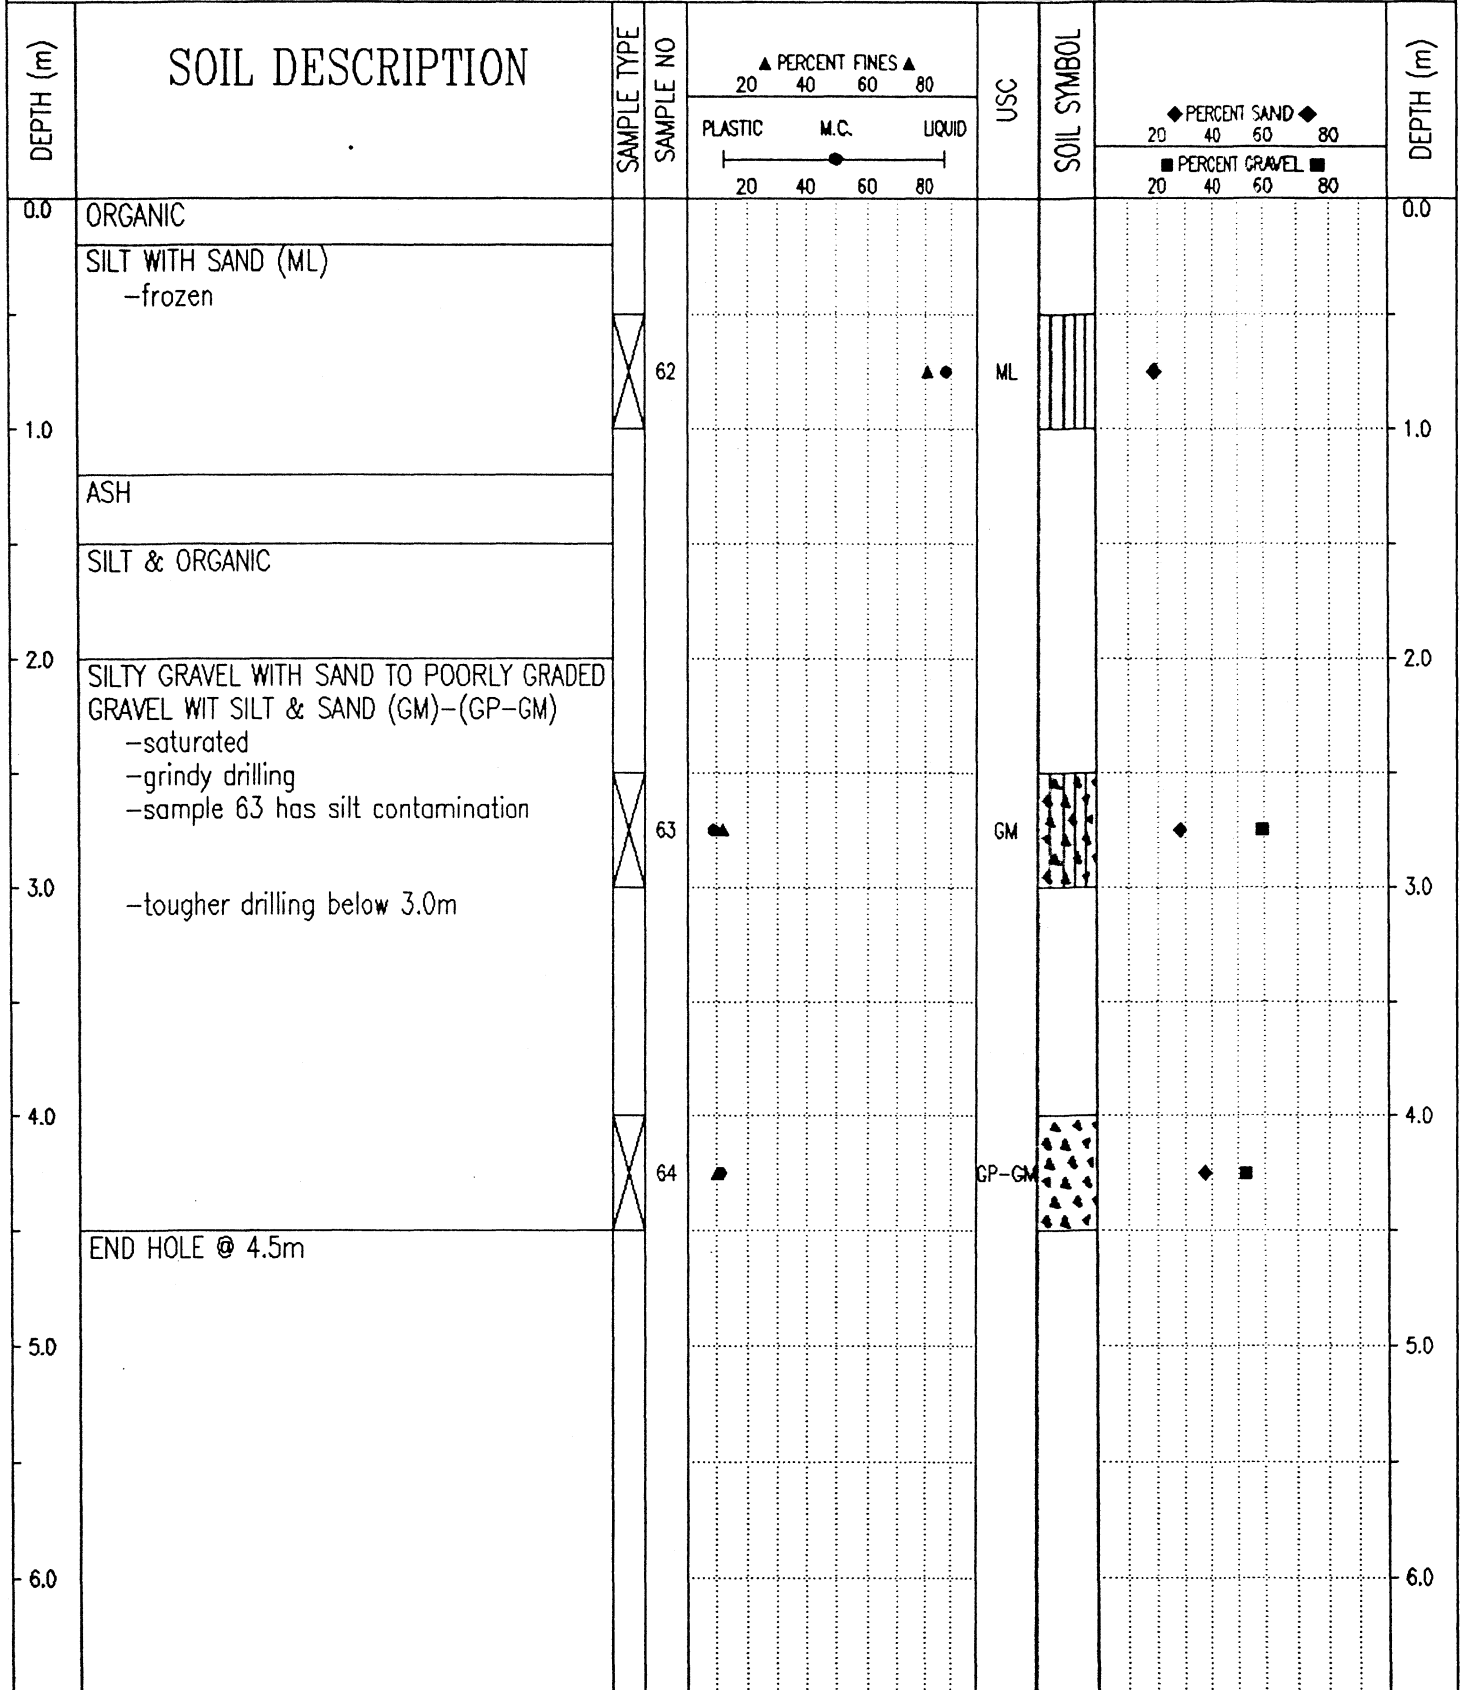 DEPTH (m)
SOIL DESCRIPTION
SAMPLE TYPE
SAMPLE NO
▲ PERCENT FINES ▲
20 40 60 80
PLASTIC M.C. LIQUID
20 40 60 80
USC
SOIL SYMBOL
◆ PERCENT SAND ◆
20 40 60 80
■ PERCENT GRAVEL ■
20 40 60 80
DEPTH (m)
0.0 ORGANIC 0.0
SILT WITH SAND (ML)
-frozen
62 ML
1.0 1.0
ASH
SILT & ORGANIC
2.0 2.0
SILTY GRAVEL WITH SAND TO POORLY GRADED
GRAVEL WIT SILT & SAND (GM)-(GP-GM)
-saturated
-grindy drilling
-sample 63 has silt contamination
63 GM
3.0 3.0
-tougher drilling below 3.0m
4.0 4.0
64 GP-GM
END HOLE @ 4.5m
5.0 5.0
6.0 6.0